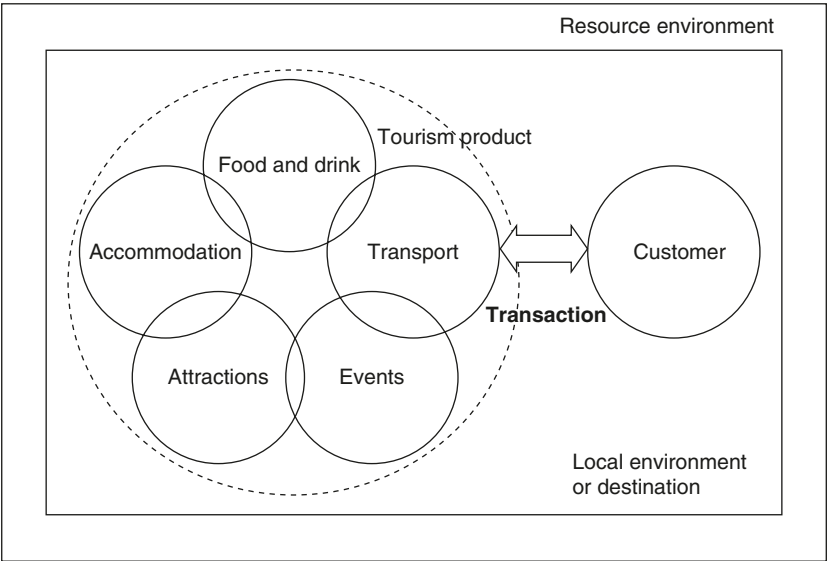 Resource environment
Tourism product
Food and drink
Accommodation
Transport
Customer
Transaction
Attractions
Events
Local environment
or destination